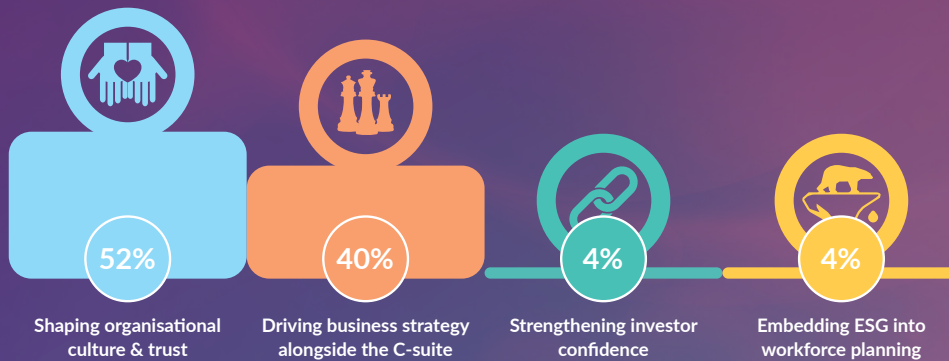 52%
40%
4%
4%
Shaping organisational
culture & trust
Driving business strategy
alongside the C-suite
Strengthening investor
confidence
Embedding ESG into
workforce planning